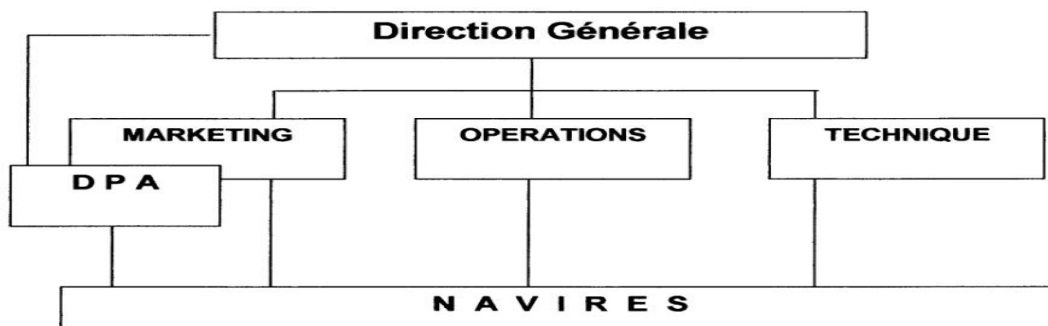 Direction Générale
MARKETING
OPERATIONS
TECHNIQUE
D P A
N A V I R E S